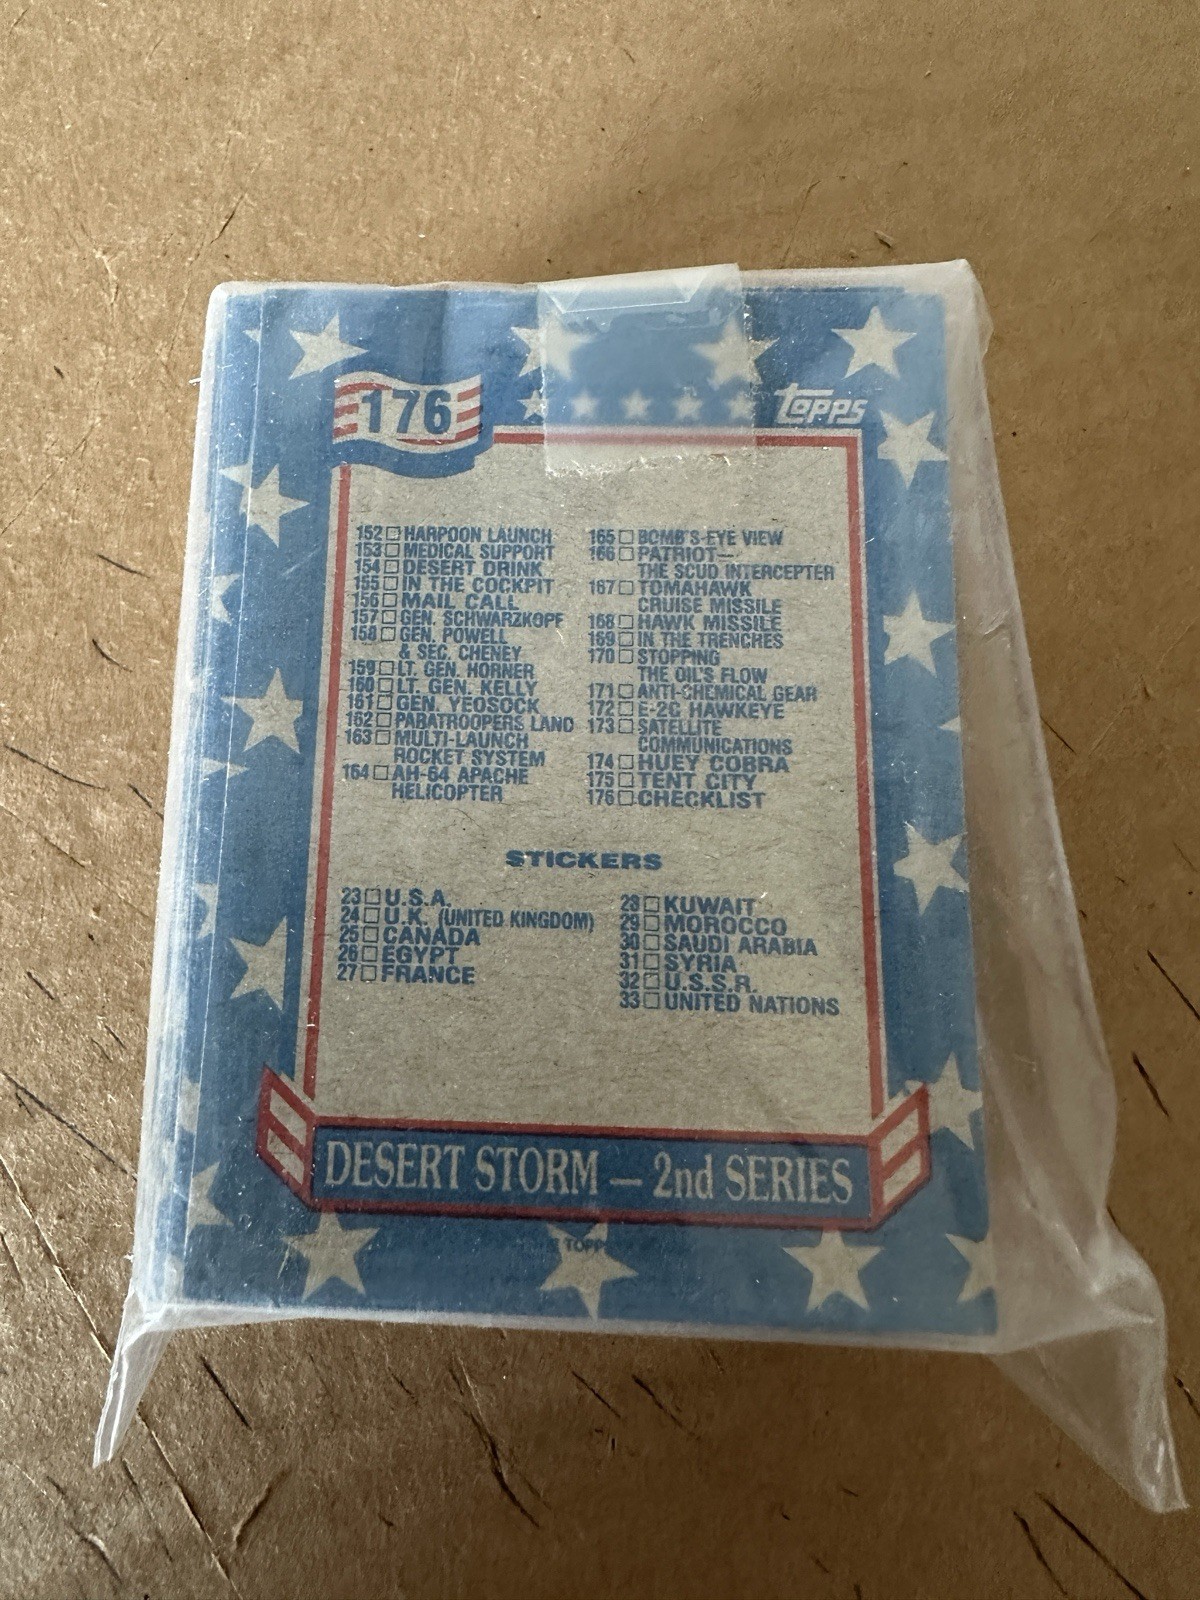 176
TOPPS
152 HARPOON LAUNCH
153 MEDICAL SUPPORT
154 DESERT DRINK
155 IN THE COCKPIT
156 MAIL CALL
157 GEN. SCHWARZKOPF
158 GEN. POWELL
& SEC. CHENEY
159 LT. GEN. HORNER
160 LT. GEN. KELLY
161 GEN. YEOSOCK
162 PARATROOPERS LAND
163 MULTI-LAUNCH
ROCKET SYSTEM
164 AH-64 APACHE
HELICOPTER
165 BOMB'S-EYE VIEW
166 PATRIOT—
THE SCUD INTERCEPTER
167 TOMAHAWK
CRUISE MISSILE
168 HAWK MISSILE
169 IN THE TRENCHES
170 STOPPING
THE OIL'S FLOW
171 ANTI-CHEMICAL GEAR
172 E-2C HAWKEYE
173 SATELLITE
COMMUNICATIONS
174 HUEY COBRA
175 TENT CITY
176 CHECKLIST
STICKERS
23 U.S.A.
24 U.K. (UNITED KINGDOM)
25 CANADA
26 EGYPT
27 FRANCE
28 KUWAIT
29 MOROCCO
30 SAUDI ARABIA
31 SYRIA
32 U.S.S.R.
33 UNITED NATIONS
DESERT STORM — 2nd SERIES